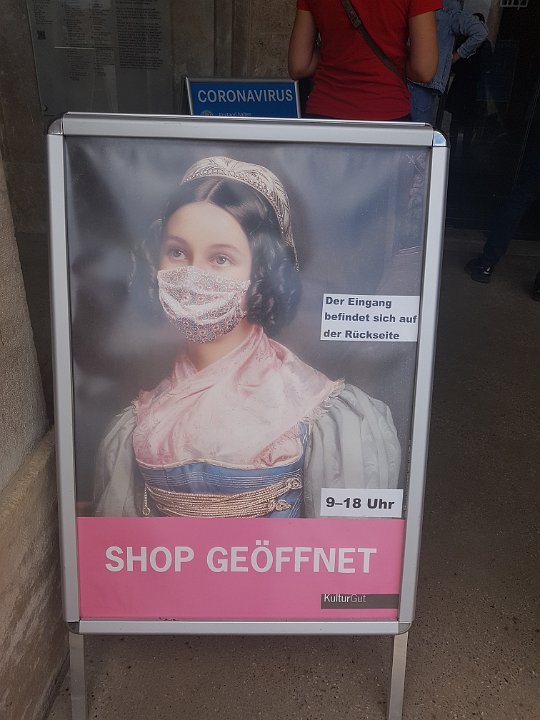 CORONAVIRUS
Der Eingang
befindet sich auf
der Rückseite
9–18 Uhr
SHOP GEÖFFNET
KulturGut